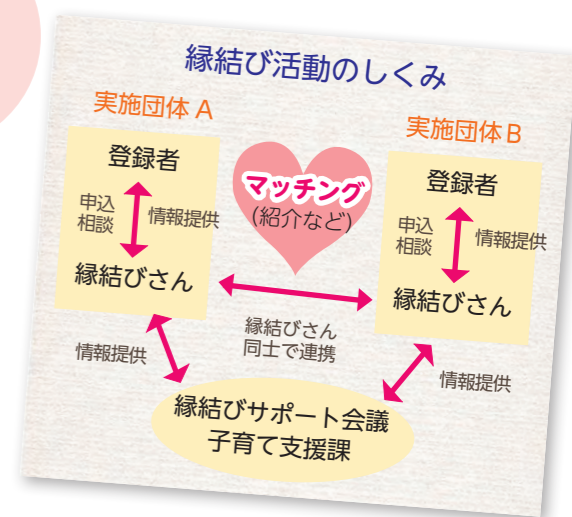 縁結び活動のしくみ
実施団体 A
登録者
申込
相談
情報提供
縁結びさん
マッチング
(紹介など)
実施団体 B
登録者
申込
相談
情報提供
縁結びさん
縁結びさん
同士で連携
情報提供
情報提供
縁結びサポート会議
子育て支援課